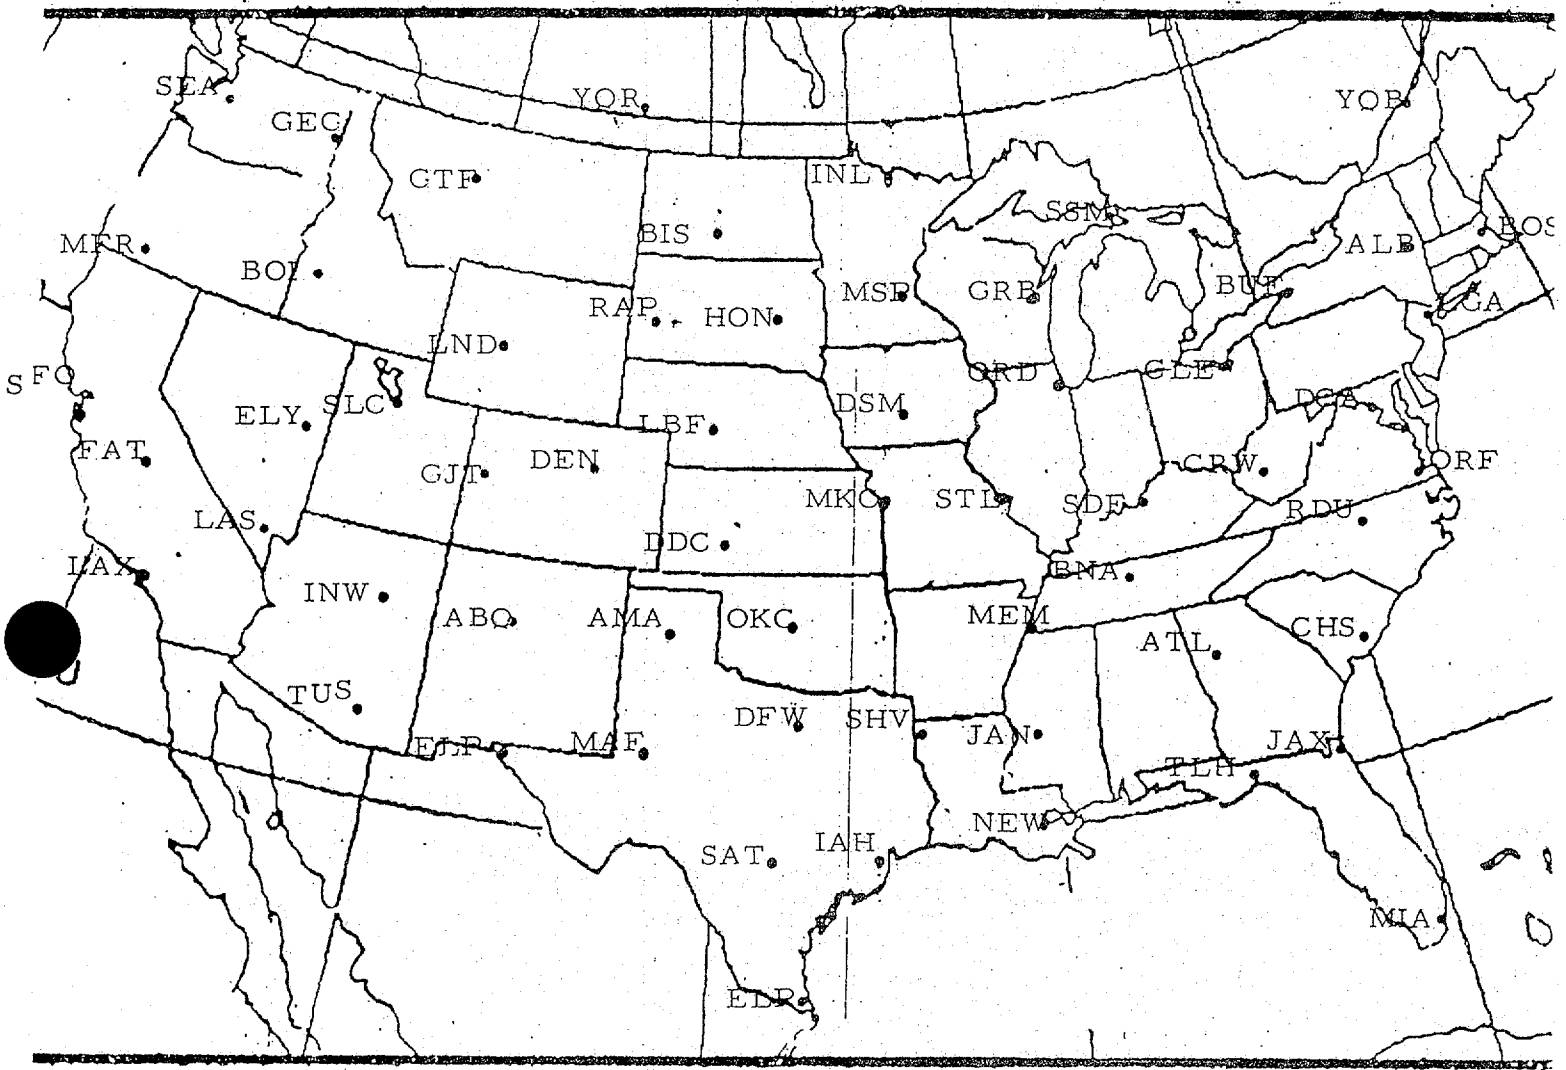 SEA
GEG
YQR
YQB
GTF
INL
SSM
BIS
MFR
BOI
ALB
BOS
RAP
HON
MSP
GRB
BUF
LGA
LND
ORD
CLE
SFO
ELY
SLC
LBF
DSM
DCA
FAT
GJT
DEN
MKC
STL
SDF
CRW
ORF
LAS
DDC
RDU
LAX
INW
BNA
ABQ
AMA
OKC
MEM
ATL
CHS
TUS
DFW
SHV
JAN
ELP
MAF
JAX
TLH
NEW
SAT
IAH
MIA